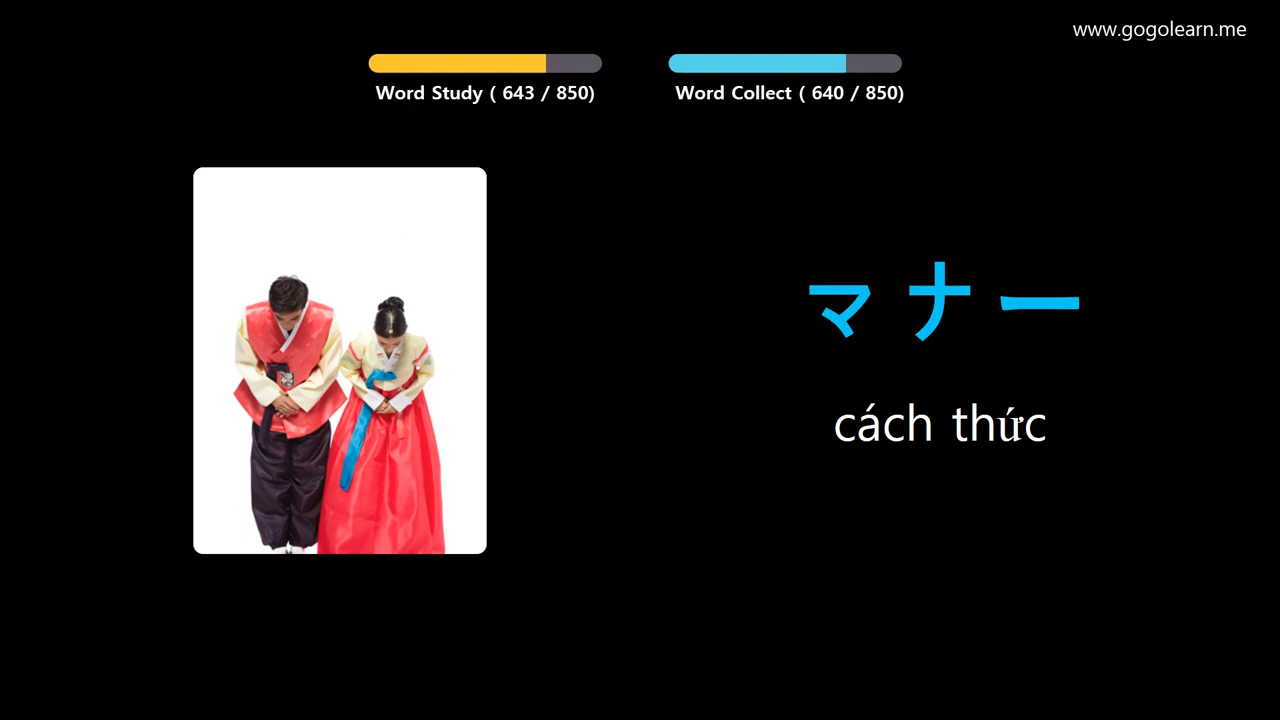 www.gogolearn.me
Word Study ( 643 / 850)
Word Collect ( 640 / 850)
マナー
cách thức